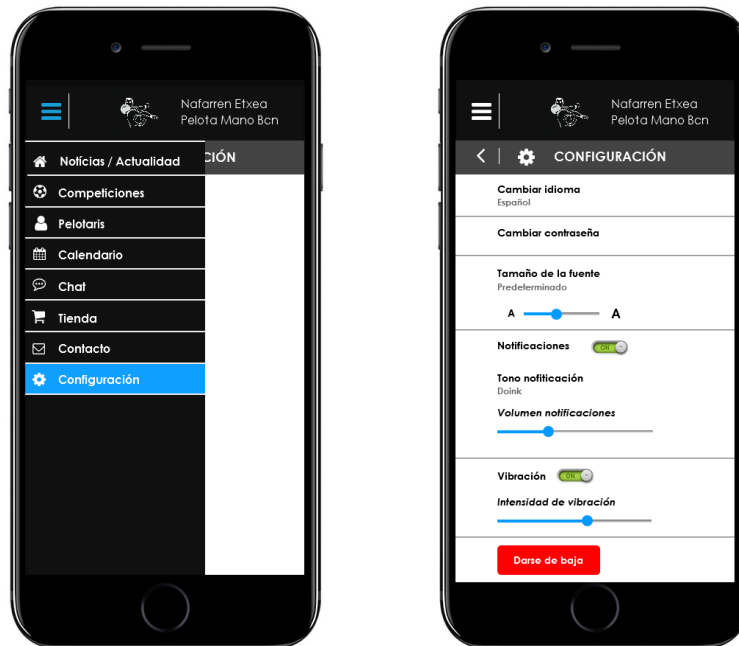 Nafarren Etxea
Pelota Mano Bcn
CIÓN
Notícias / Actualidad
Competiciones
Pelotaris
Calendario
Chat
Tienda
Contacto
Configuración
Nafarren Etxea
Pelota Mano Bcn
CONFIGURACIÓN
Cambiar idioma
Español
Cambiar contraseña
Tamaño de la fuente
Predeterminado
A A
Notificaciones ON
Tono nofiticación
Doink
Volumen notificaciones
Vibración ON
Intensidad de vibración
Darse de baja